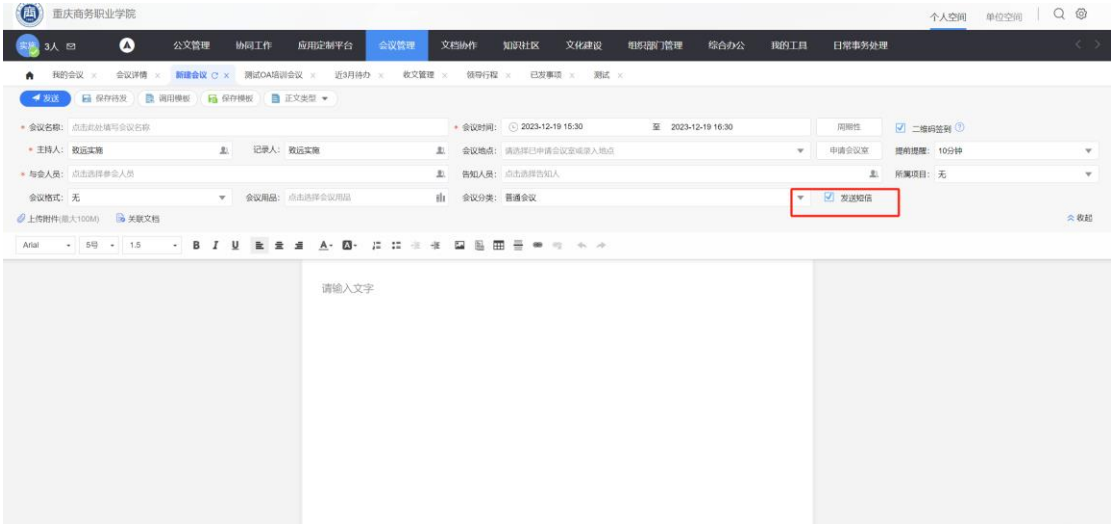 重庆商务职业学院
个人空间 单位空间
实施 3人 公文管理 协同工作 应用定制平台 会议管理 文档协作 知识社区 文化建设 组织部门管理 综合办公 我的工具 日常事务处理
我的会议 × 会议详情 × 新建会议 × 测试OA培训会议 × 近3月待办 × 收文管理 × 领导行程 × 已发事项 × 测试 ×
发送 保存待发 调用模板 保存模板 正文类型
* 会议名称: 点击此处填写会议名称 * 会议时间: 2023-12-19 15:30 至 2023-12-19 16:30 周期性 二维码签到
* 主持人: 致远实施 记录人: 致远实施 会议地点: 请选择已申请会议室或录入地点 申请会议室 提前提醒: 10分钟
* 与会人员: 点击选择参会人员 告知人员: 点击选择告知人 所属项目: 无
会议格式: 无 会议用品: 点击选择会议用品 会议分类: 普通会议 发送短信
上传附件(最大100M) 关联文档 收起
Arial 5号 1.5 B I U A A
请输入文字